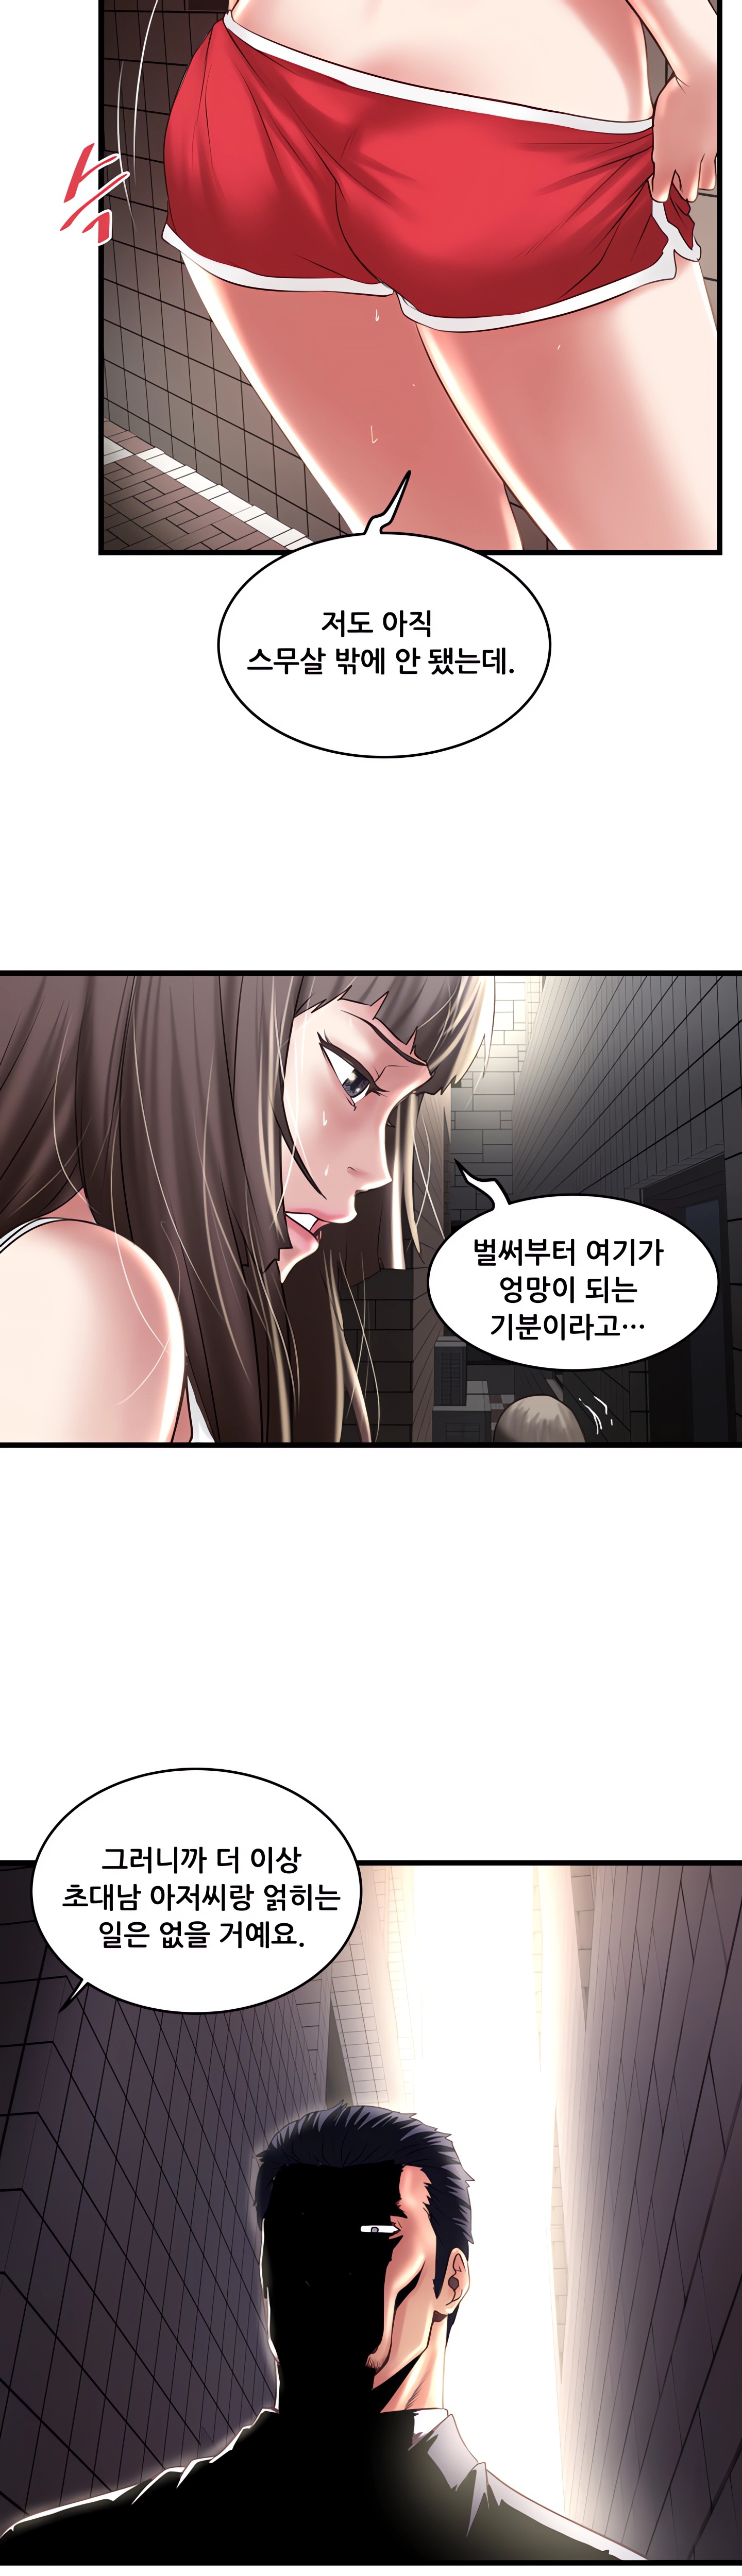 슥
저도 아직
스무살 밖에 안 됐는데.
벌써부터 여기가
엉망이 되는
기분이라고…
그러니까 더 이상
초대남 아저씨랑 얽히는
일은 없을 거예요.